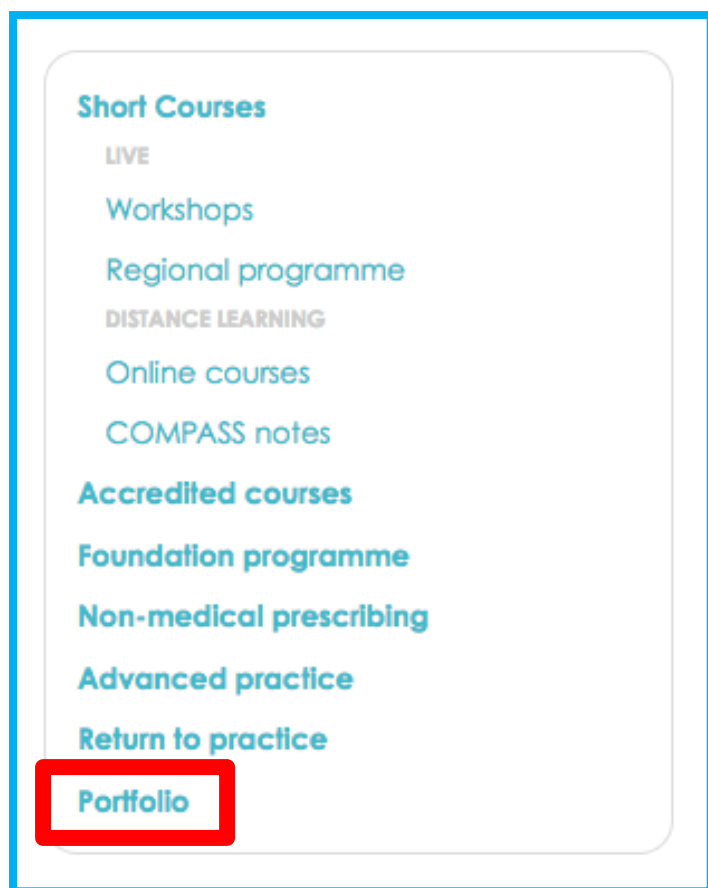 Short Courses
LIVE
Workshops
Regional programme
DISTANCE LEARNING
Online courses
COMPASS notes
Accredited courses
Foundation programme
Non-medical prescribing
Advanced practice
Return to practice
Portfolio